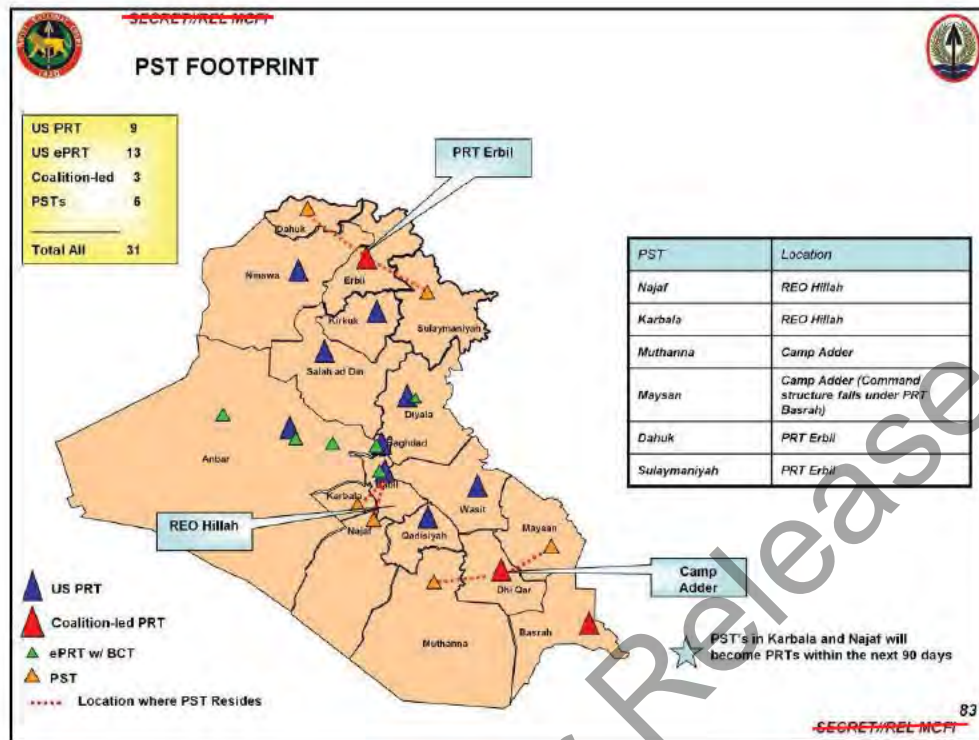 SECRET//REL MCFI
PST FOOTPRINT
US PRT 9
US ePRT 13
Coalition-led 3
PSTs 6
Total All 31
PRT Erbil
Dahuk
Ninawa
Erbil
Kirkuk
Sulaymaniyah
Salah ad Din
Diyala
Baghdad
Anbar
Babil
Karbala
Wasit
REO Hillah
Najaf
Qadisiyah
Maysan
Camp
Adder
Dhi Qar
Muthanna
Basrah
PST Location
Najaf REO Hillah
Karbala REO Hillah
Muthanna Camp Adder
Maysan Camp Adder (Command
structure falls under PRT
Basrah)
Dahuk PRT Erbil
Sulaymaniyah PRT Erbil
US PRT
Coalition-led PRT
ePRT w/ BCT
PST
Location where PST Resides
PST's in Karbala and Najaf will
become PRTs within the next 90 days
83
SECRET//REL MCFI
Release